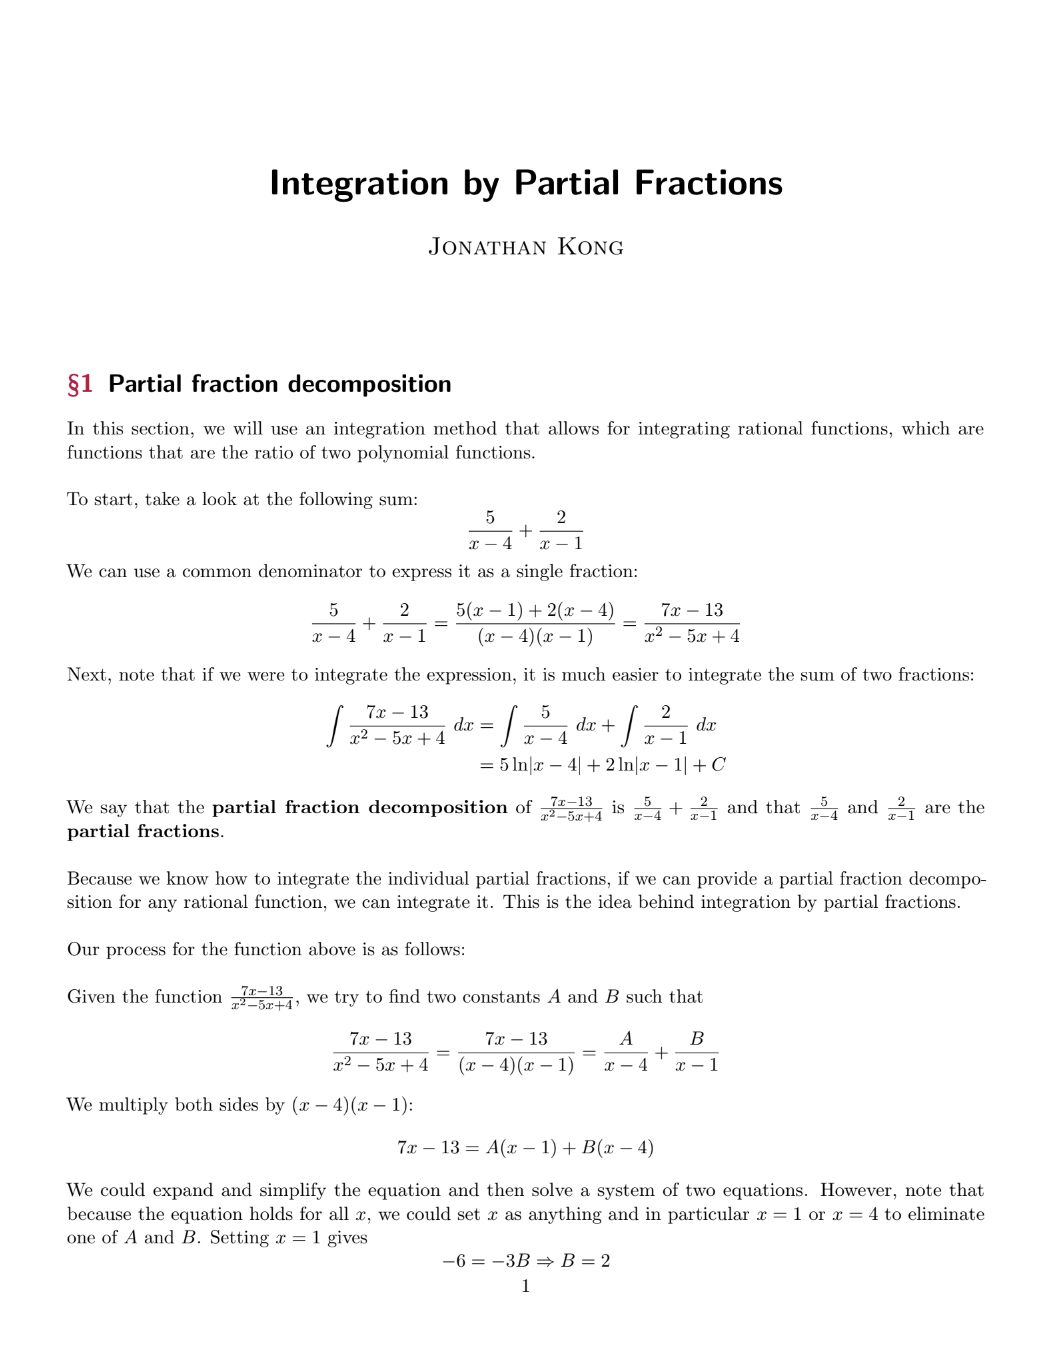 Integration by Partial Fractions
Jonathan Kong
§1 Partial fraction decomposition
In this section, we will use an integration method that allows for integrating rational functions, which are
functions that are the ratio of two polynomial functions.
To start, take a look at the following sum:
\frac{5}{x-4} + \frac{2}{x-1}
We can use a common denominator to express it as a single fraction:
\frac{5}{x-4} + \frac{2}{x-1} = \frac{5(x-1)+2(x-4)}{(x-4)(x-1)} = \frac{7x-13}{x^2-5x+4}
Next, note that if we were to integrate the expression, it is much easier to integrate the sum of two fractions:
\int \frac{7x-13}{x^2-5x+4} dx = \int \frac{5}{x-4} dx + \int \frac{2}{x-1} dx
= 5 ln|x − 4| + 2 ln|x − 1| + C
We say that the partial fraction decomposition of \frac{7x-13}{x^2-5x+4} is \frac{5}{x-4} + \frac{2}{x-1} and that \frac{5}{x-4} and \frac{2}{x-1} are the
partial fractions.
Because we know how to integrate the individual partial fractions, if we can provide a partial fraction decompo-
sition for any rational function, we can integrate it. This is the idea behind integration by partial fractions.
Our process for the function above is as follows:
Given the function \frac{7x-13}{x^2-5x+4}, we try to find two constants A and B such that
\frac{7x-13}{x^2-5x+4} = \frac{7x-13}{(x-4)(x-1)} = \frac{A}{x-4} + \frac{B}{x-1}
We multiply both sides by (x − 4)(x − 1):
7x − 13 = A(x − 1) + B(x − 4)
We could expand and simplify the equation and then solve a system of two equations. However, note that
because the equation holds for all x, we could set x as anything and in particular x = 1 or x = 4 to eliminate
one of A and B. Setting x = 1 gives
−6 = −3B ⇒ B = 2
1